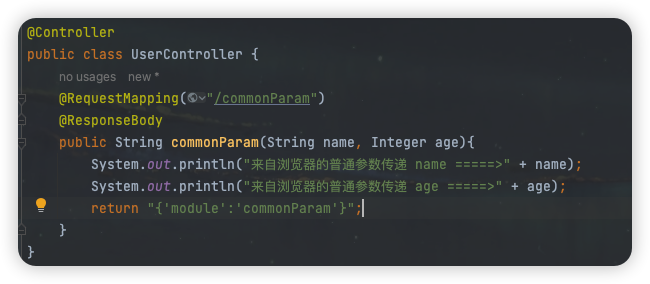 @Controller
public class UserController {
no usages   new *
@RequestMapping("/commonParam")
@ResponseBody
public String commonParam(String name, Integer age){
System.out.println("来自浏览器的普通参数传递 name =====>" + name);
System.out.println("来自浏览器的普通参数传递 age =====>" + age);
return "{'module':'commonParam'}";
}
}